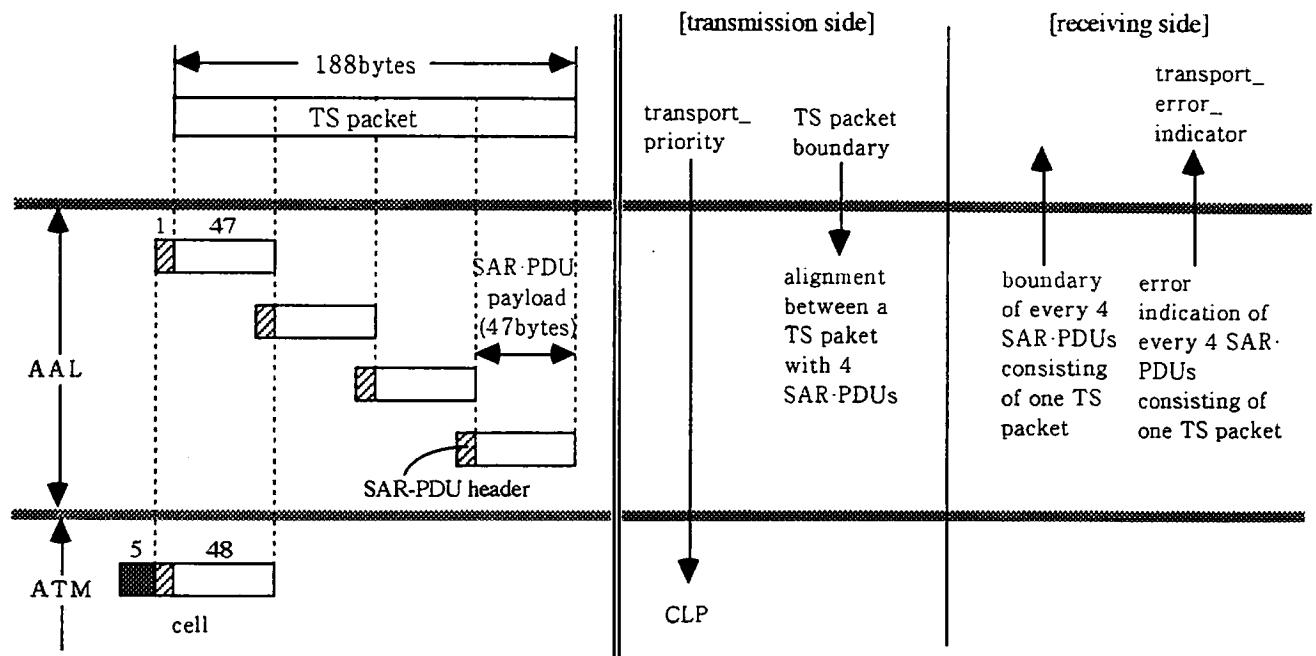 188bytes
TS packet
1
47
SAR·PDU
payload
(47bytes)
AAL
SAR-PDU header
5
48
ATM
cell
[transmission side]
transport_
priority
TS packet
boundary
alignment
between a
TS paket
with 4
SAR·PDUs
CLP
[receiving side]
transport_
error_
indicator
boundary
of every 4
SAR·PDUs
consisting
of one TS
packet
error
indication of
every 4 SAR·
PDUs
consisting of
one TS packet